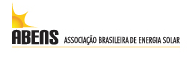 ABENS ASSOCIAÇÃO BRASILEIRA DE ENERGIA SOLAR